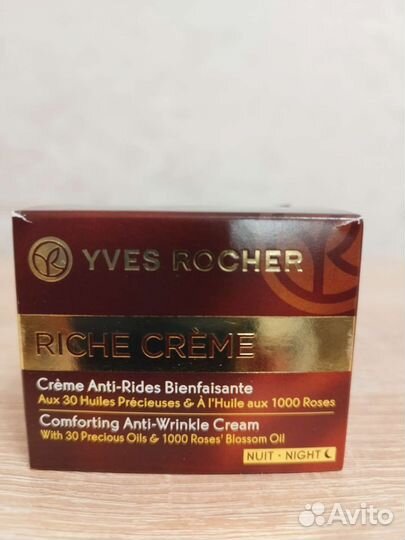 YVES ROCHER
RICHE CRÈME
Crème Anti-Rides Bienfaisante
Aux 30 Huiles Précieuses & À l'Huile aux 1000 Roses
Comforting Anti-Wrinkle Cream
With 30 Precious Oils & 1000 Roses' Blossom Oil
NUIT • NIGHT
Avito